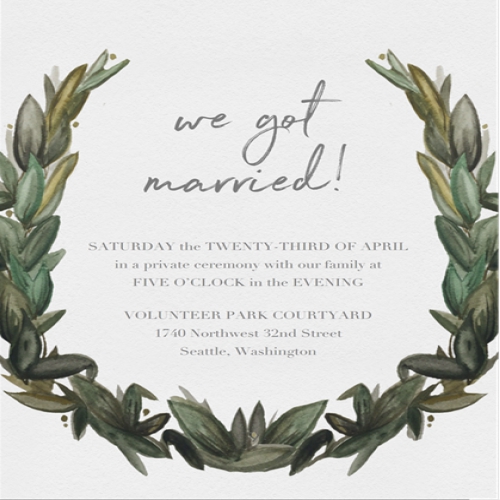 we got
married!
SATURDAY the TWENTY-THIRD OF APRIL
in a private ceremony with our family at
FIVE O'CLOCK in the EVENING
VOLUNTEER PARK COURTYARD
1740 Northwest 32nd Street
Seattle, Washington